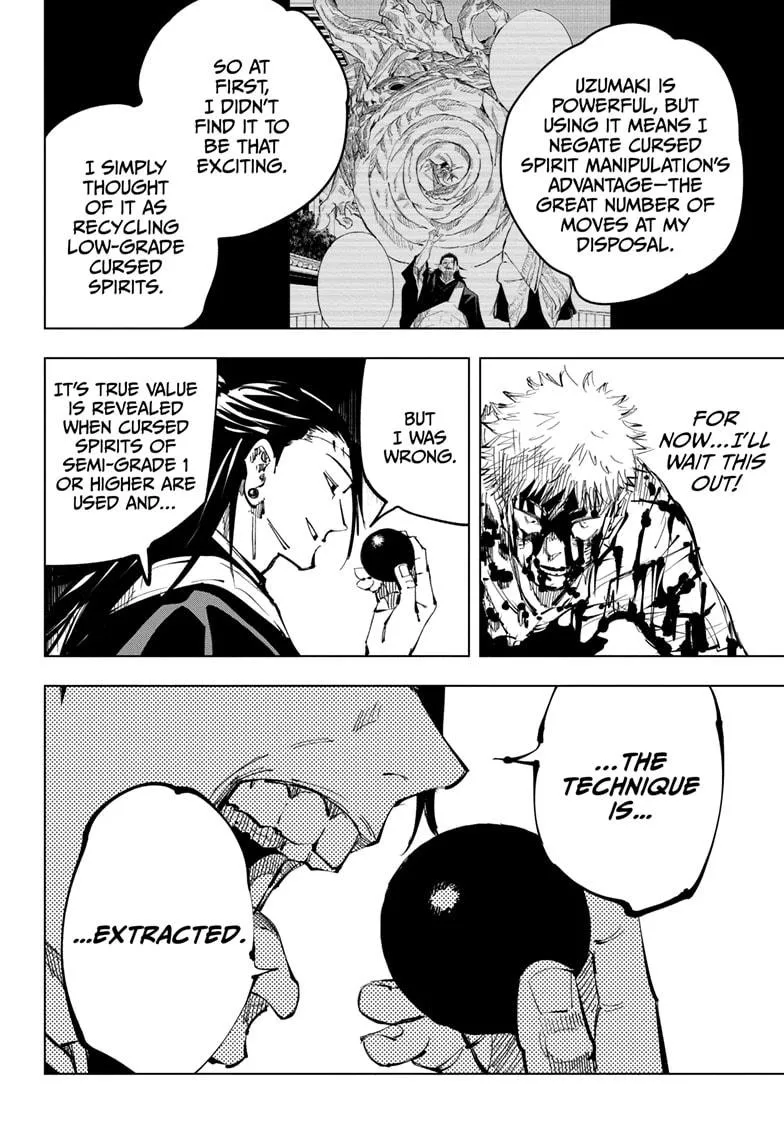 UZUMAKI IS
POWERFUL, BUT
USING IT MEANS I
NEGATE CURSED
SPIRIT MANIPULATION'S
ADVANTAGE—THE
GREAT NUMBER OF
MOVES AT MY
DISPOSAL.
SO AT
FIRST,
I DIDN'T
FIND IT TO
BE THAT
EXCITING.
I SIMPLY
THOUGHT
OF IT AS
RECYCLING
LOW-GRADE
CURSED
SPIRITS.
FOR
NOW...I'LL
WAIT THIS
OUT!
BUT
I WAS
WRONG.
IT'S TRUE VALUE
IS REVEALED
WHEN CURSED
SPIRITS OF
SEMI-GRADE 1
OR HIGHER ARE
USED AND...
...THE
TECHNIQUE
IS...
...EXTRACTED.